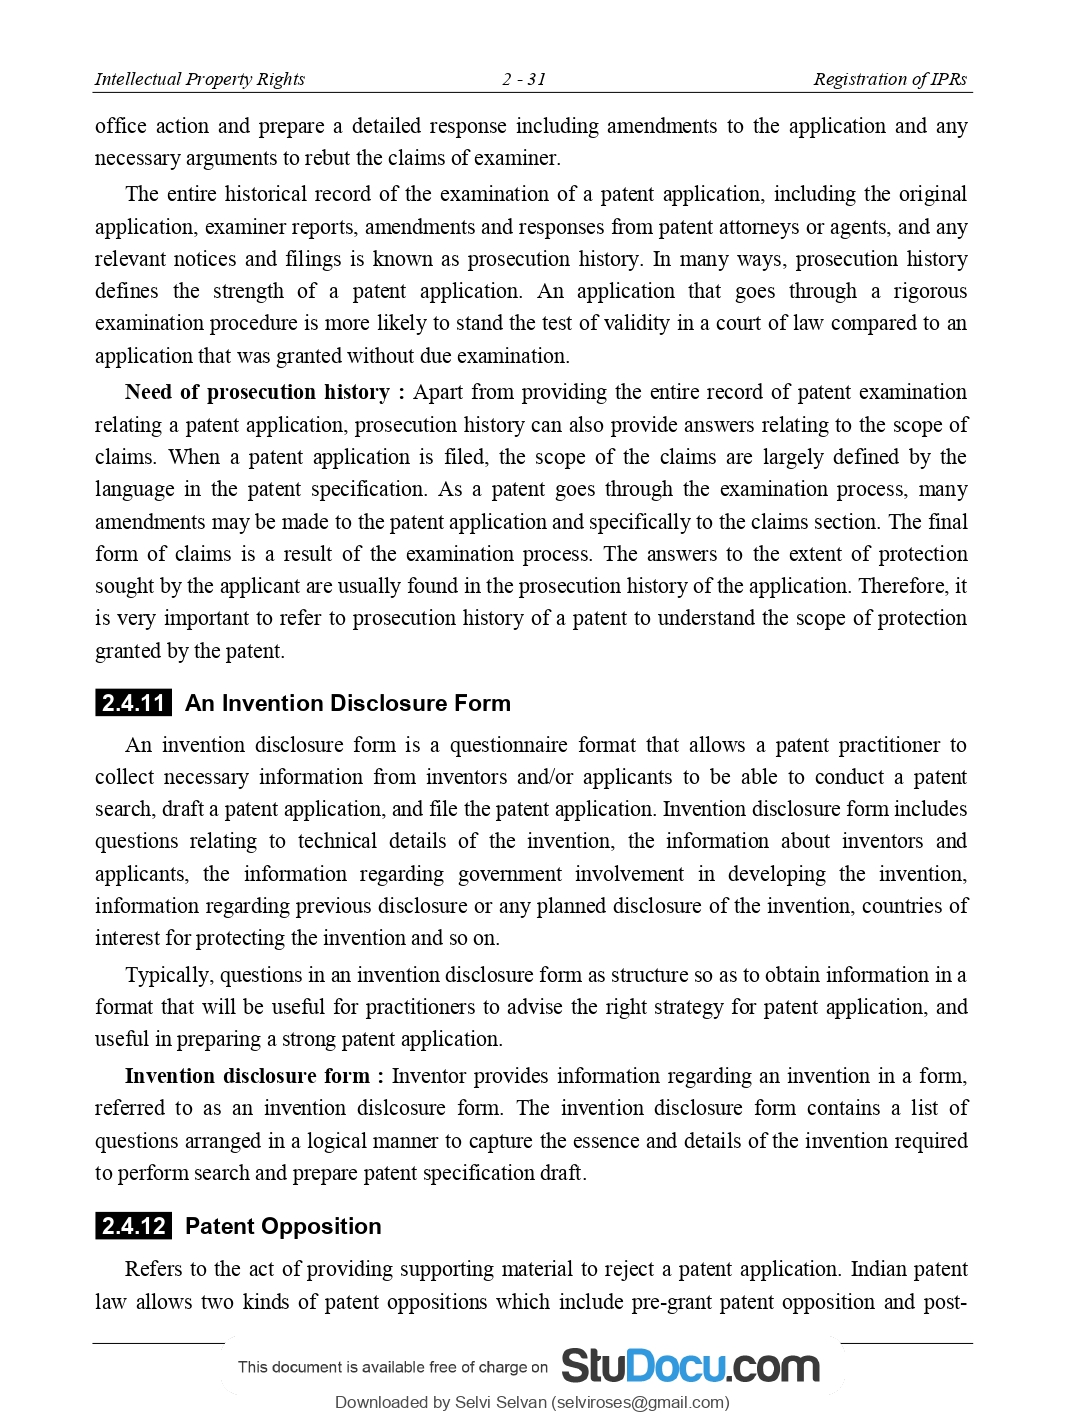 Intellectual Property Rights 2 - 31 Registration of IPRs
office action and prepare a detailed response including amendments to the application and any
necessary arguments to rebut the claims of examiner.
The entire historical record of the examination of a patent application, including the original
application, examiner reports, amendments and responses from patent attorneys or agents, and any
relevant notices and filings is known as prosecution history. In many ways, prosecution history
defines the strength of a patent application. An application that goes through a rigorous
examination procedure is more likely to stand the test of validity in a court of law compared to an
application that was granted without due examination.
Need of prosecution history : Apart from providing the entire record of patent examination
relating a patent application, prosecution history can also provide answers relating to the scope of
claims. When a patent application is filed, the scope of the claims are largely defined by the
language in the patent specification. As a patent goes through the examination process, many
amendments may be made to the patent application and specifically to the claims section. The final
form of claims is a result of the examination process. The answers to the extent of protection
sought by the applicant are usually found in the prosecution history of the application. Therefore, it
is very important to refer to prosecution history of a patent to understand the scope of protection
granted by the patent.
2.4.11 An Invention Disclosure Form
An invention disclosure form is a questionnaire format that allows a patent practitioner to
collect necessary information from inventors and/or applicants to be able to conduct a patent
search, draft a patent application, and file the patent application. Invention disclosure form includes
questions relating to technical details of the invention, the information about inventors and
applicants, the information regarding government involvement in developing the invention,
information regarding previous disclosure or any planned disclosure of the invention, countries of
interest for protecting the invention and so on.
Typically, questions in an invention disclosure form as structure so as to obtain information in a
format that will be useful for practitioners to advise the right strategy for patent application, and
useful in preparing a strong patent application.
Invention disclosure form : Inventor provides information regarding an invention in a form,
referred to as an invention dislcosure form. The invention disclosure form contains a list of
questions arranged in a logical manner to capture the essence and details of the invention required
to perform search and prepare patent specification draft.
2.4.12 Patent Opposition
Refers to the act of providing supporting material to reject a patent application. Indian patent
law allows two kinds of patent oppositions which include pre-grant patent opposition and post-
This document is available free of charge on StuDocu.com
Downloaded by Selvi Selvan (selviroses@gmail.com)